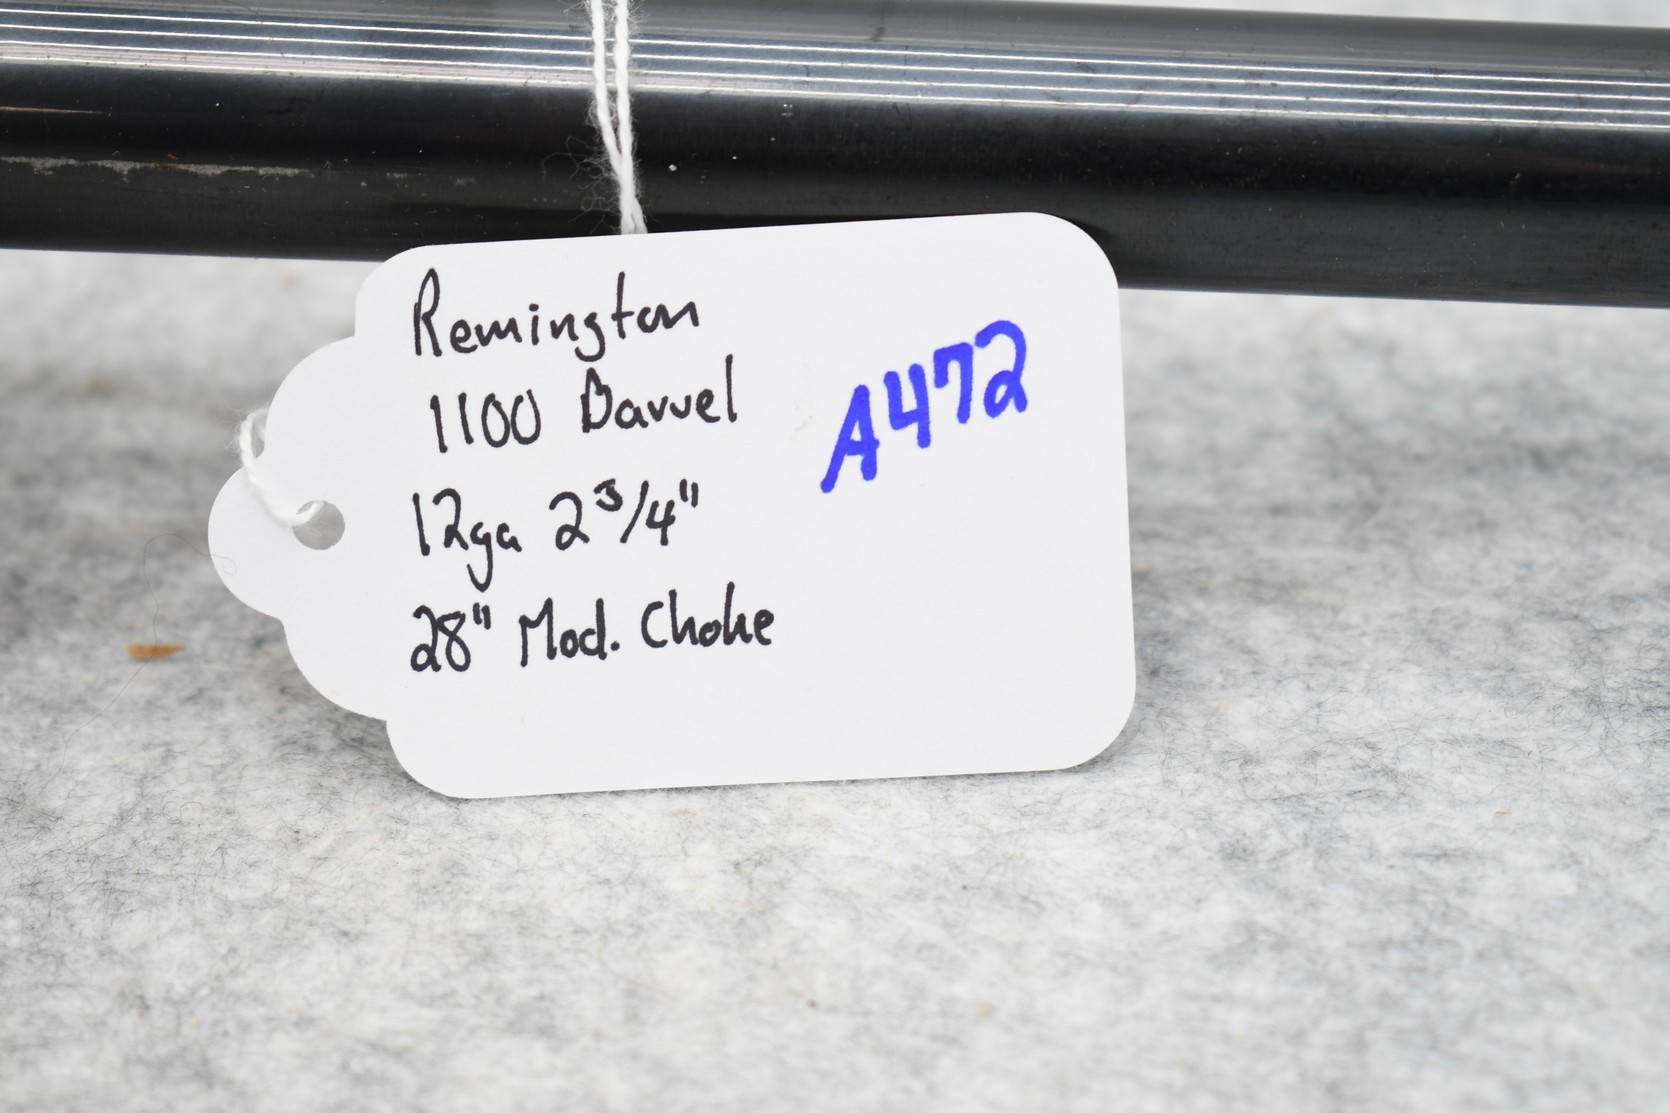 Remington
1100 Barrel
A472
12ga 2 3/4"
28" Mod. Choke